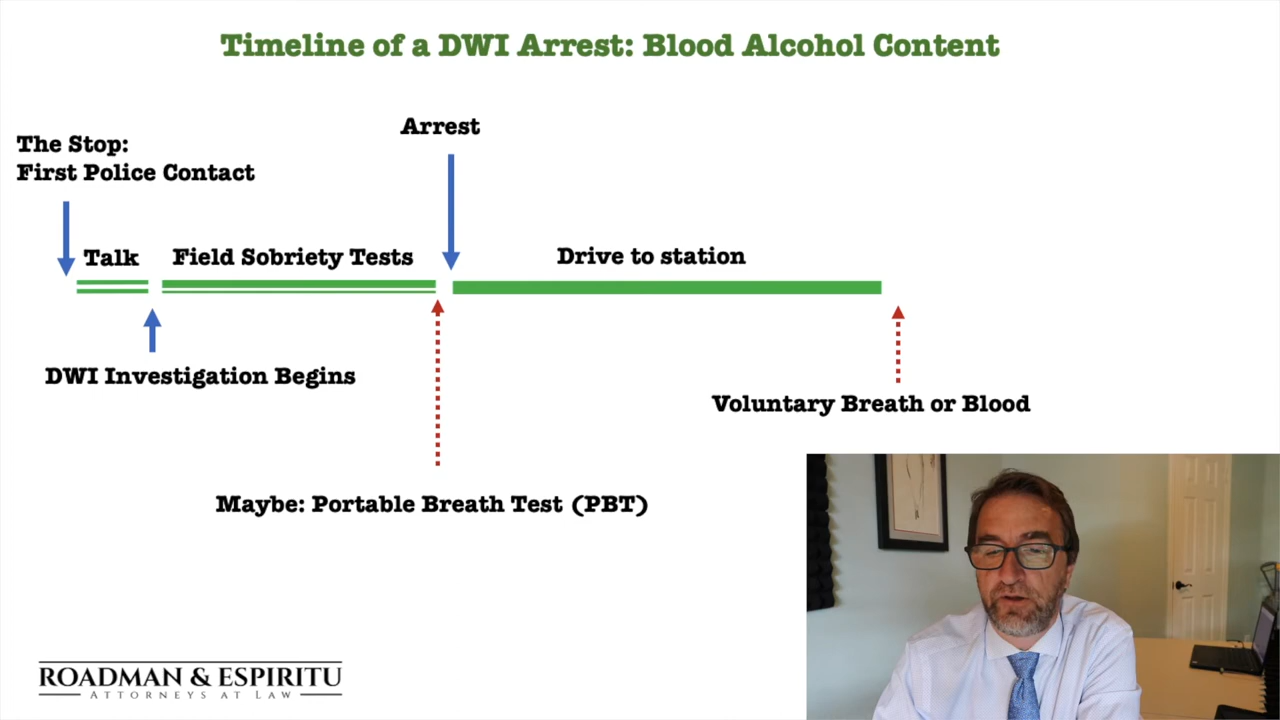 Timeline of a DWI Arrest: Blood Alcohol Content
Arrest
The Stop:
First Police Contact
Talk
Field Sobriety Tests
Drive to station
DWI Investigation Begins
Voluntary Breath or Blood
Maybe: Portable Breath Test (PBT)
ROADMAN & ESPIRITU
ATTORNEYS AT LAW